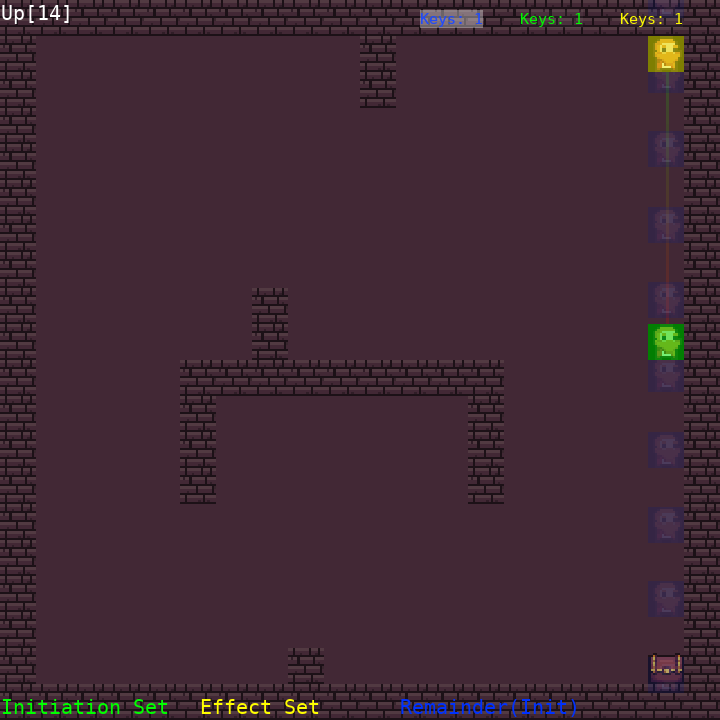 Up[14]
Keys: 1 Keys: 1 Keys: 1
Initiation Set Effect Set Remainder(Init)